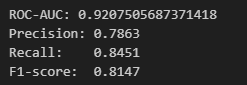 ROC-AUC: 0.9207505687371418
Precision: 0.7863
Recall:    0.8451
F1-score:  0.8147